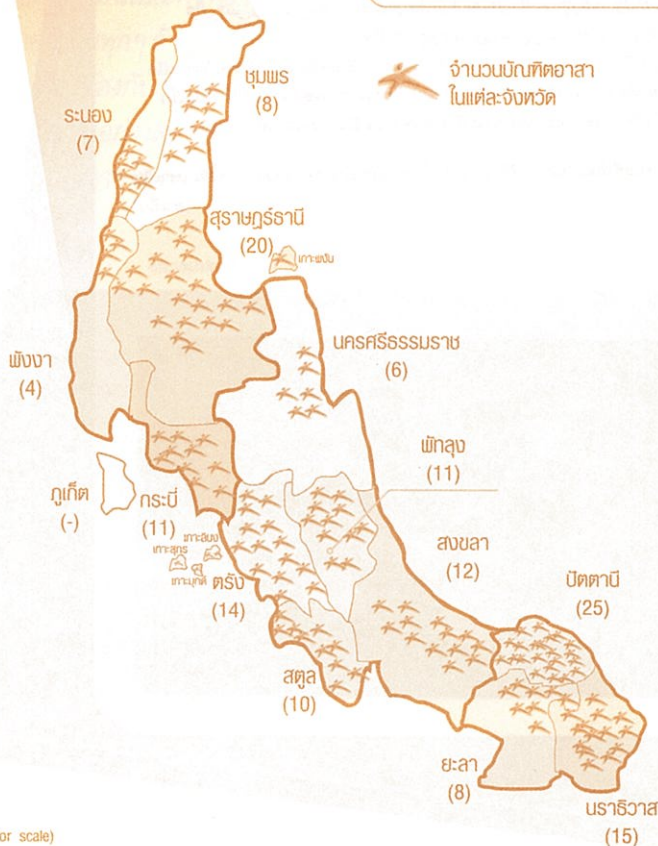 จำนวนบัณฑิตอาสา
ในแต่ละจังหวัด
ชุมพร
(8)
ระนอง
(7)
สุราษฎร์ธานี
(20)
เกาะพงัน
นครศรีธรรมราช
(6)
พังงา
(4)
พัทลุง
(11)
ภูเก็ต
(-)
กระบี่
(11)
เกาะลิบง
เกาะสุกร
เกาะมุกต์
ตรัง
(14)
สงขลา
(12)
ปัตตานี
(25)
สตูล
(10)
ยะลา
(8)
นราธิวาส
(15)
or scale)